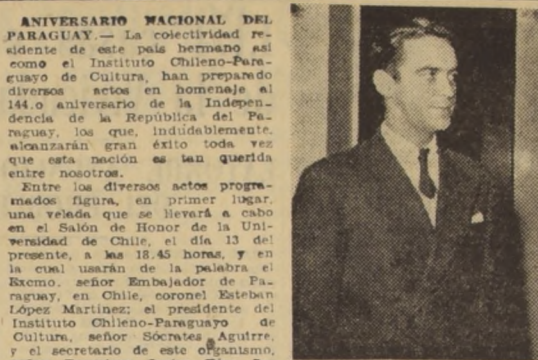 ANIVERSARIO NACIONAL DEL
PARAGUAY.— La colectividad re-
sidente de este país hermano así
como el Instituto Chileno-Para-
guayo de Cultura, han preparado
diversos actos en homenaje al
144.o aniversario de la Indepen-
dencia de la República del Pa-
raguay, los que, indudablemente,
alcanzarán gran éxito toda vez
que esta nación es tan querida
entre nosotros.
Entre los diversos actos progra-
mados figura, en primer lugar,
una velada que se llevará a cabo
en el Salón de Honor de la Uni-
versidad de Chile, el día 13 del
presente, a las 18.45 horas, y en
la cual usarán de la palabra el
Excmo. señor Embajador de Pa-
raguay, en Chile, coronel Esteban
López Martínez; el presidente del
Instituto Chileno-Paraguayo de
Cultura, señor Sócrates Aguirre,
y el secretario de este organismo,